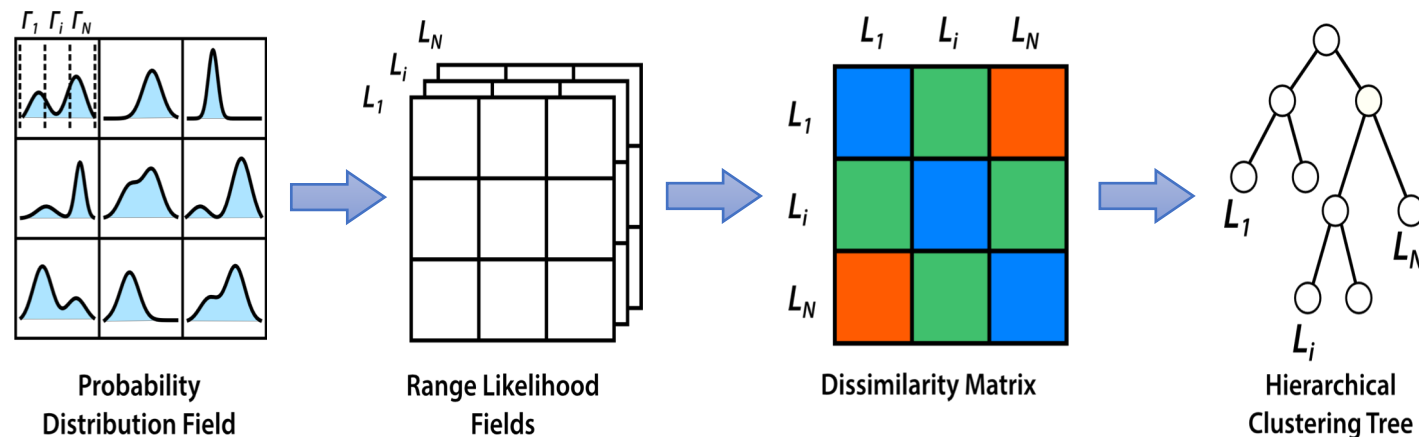 Γ1 Γi ΓN
LN
Li
L1
L1 Li LN
L1
Li
LN
L1
LN
Li
Probability
Distribution Field
Range Likelihood
Fields
Dissimilarity Matrix
Hierarchical
Clustering Tree